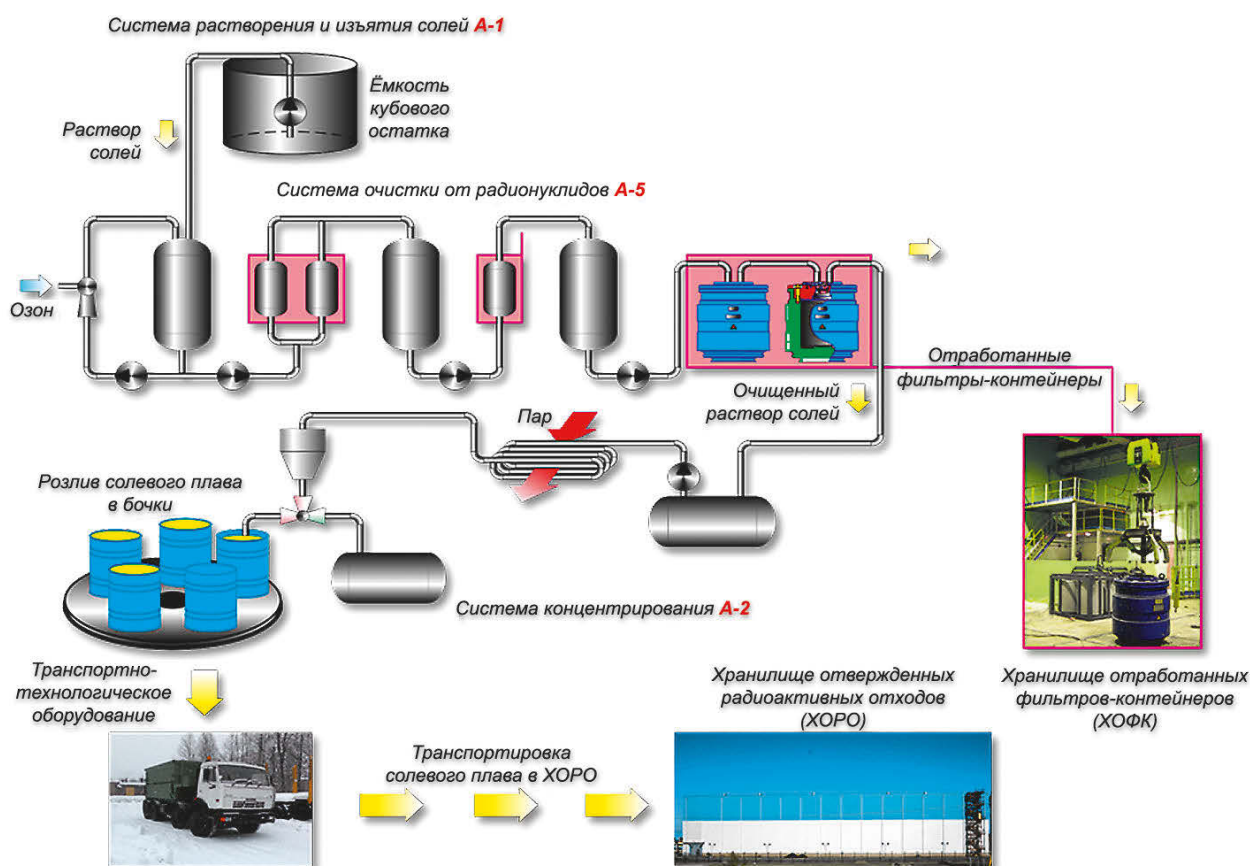 Система растворения и изъятия солей А-1
Ёмкость
кубового
остатка
Раствор
солей
Система очистки от радионуклидов А-5
Озон
Отработанные
фильтры-контейнеры
Очищенный
раствор солей
Пар
Розлив солевого плава
в бочки
Система концентрирования А-2
Транспортно-
технологическое
оборудование
Хранилище отвержденных
радиоактивных отходов
(ХОРО)
Хранилище отработанных
фильтров-контейнеров
(ХОФК)
Транспортировка
солевого плава в ХОРО